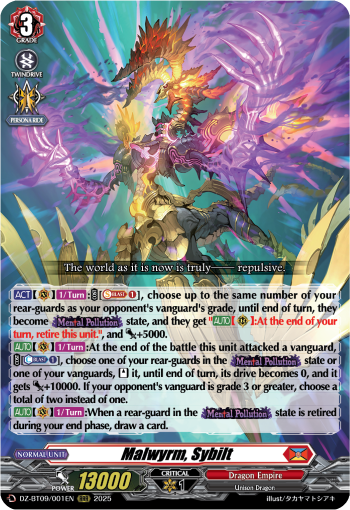 3
GRADE
TWINDRIVE
PERSONA RIDE
The world as it is now is truly── repulsive.
ACT [ ] 1/Turn :[ ], choose up to the same number of
your rear-guards as your opponent's vanguard's grade, until end of turn, they
become Mental Pollution state, and they get "AUTO[ ]:At the end of your
turn, retire this unit.", and +5000.
AUTO [ ] 1/Turn :At the end of the battle this unit attacked a vanguard,
[ BLAST 1], choose one of your rear-guards in the Mental Pollution state or
one of your vanguards, [ ] it, until end of turn, its drive becomes 0, and it
gets +10000. If your opponent's vanguard is grade 3 or greater, choose a
total of two instead of one.
AUTO [ ] 1/Turn :When a rear-guard in the Mental Pollution state is retired
during your end phase, draw a card.
NORMAL UNIT
Malwyrm, Sybilt
POWER
13000
CRITICAL
1
Dragon Empire
Unison Dragon
DZ-BT09/001EN RRR 2025
illust/タカヤマトシアキ